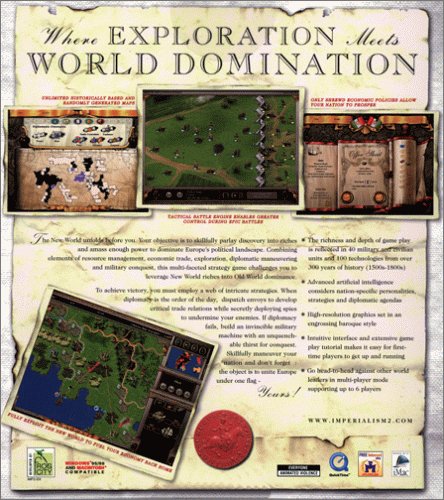 Where EXPLORATION Meets
WORLD DOMINATION
UNLIMITED HISTORICALLY BASED AND
RANDOMLY GENERATED MAPS
ONLY SHREWD ECONOMIC POLICIES ALLOW
YOUR NATION TO PROSPER
TACTICAL BATTLE ENGINE ENABLES GREATER
CONTROL DURING EPIC BATTLES
The New World unfolds before you. Your objective is to skillfully parlay discovery into riches
and amass enough power to dominate Europe's political landscape. Combining
elements of resource management, economic trade, exploration, diplomatic maneuvering
and military conquest, this multi-faceted strategy game challenges you to
leverage New World riches into Old World dominance.
To achieve victory, you must employ a web of intricate strategies. When
diplomacy is the order of the day, dispatch envoys to develop
critical trade relationships while secretly deploying spies
to undermine your enemies. If diplomacy
fails, build an invincible military
machine with an unquench-
able thirst for conquest.
Skillfully maneuver your
nation and don't forget
the object is to unite Europe
under one flag -
Yours!
• The richness and depth of game play
is reflected in 40 military and civilian
units and 100 technologies from over
300 years of history (1500s-1800s)
• Advanced artificial intelligence
considers nation-specific personalities,
strategies and diplomatic agendas
• High-resolution graphics set in an
engrossing baroque style
• Intuitive interface and extensive game
play tutorial makes it easy for first-
time players to get up and running
• Go head-to-head against other world
leaders in multi-player mode
supporting up to 6 players
WWW.IMPERIALISM2.COM
FULLY EXPLOIT THE NEW WORLD TO FUEL YOUR ECONOMY BACK HOME
FROG
CITY
WINDOWS® 95/98
AND MACINTOSH®
COMPATIBLE
EVERYONE
ANIMATED VIOLENCE
QuickTime
iMac